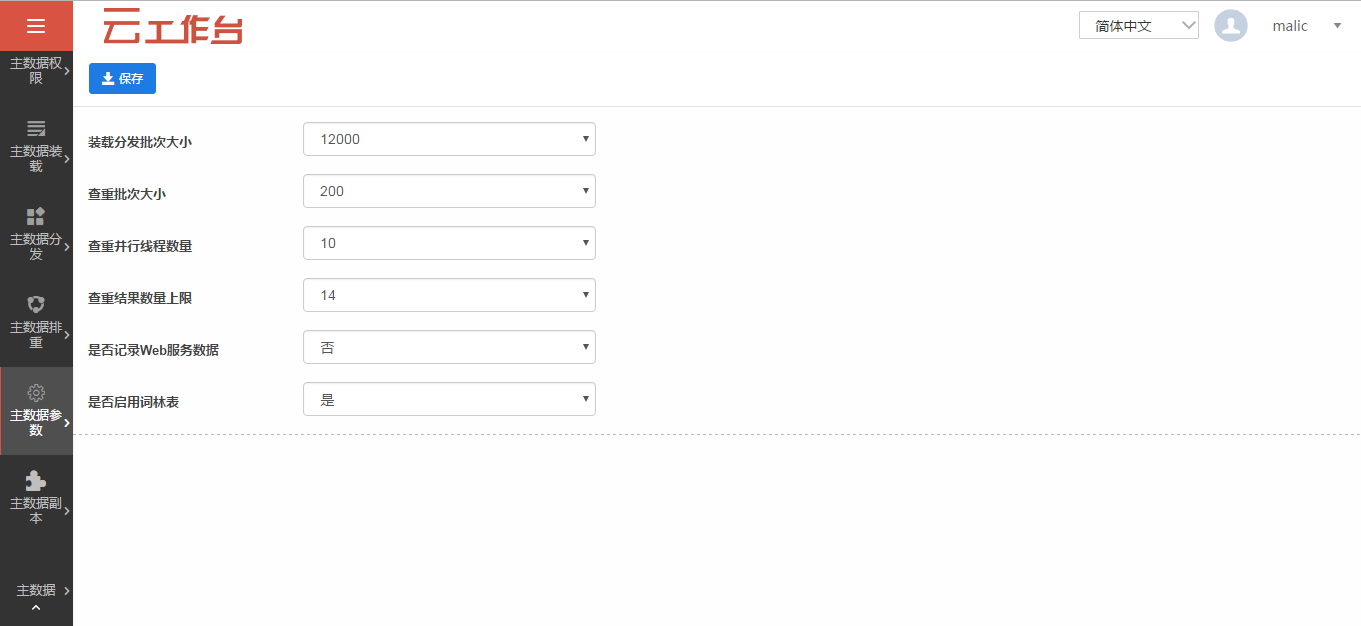 云工作台
简体中文
malic
主数据权
限
主数据装
载
主数据分
发
主数据排
重
主数据参
数
主数据副
本
主数据
保存
装载分发批次大小
12000
查重批次大小
200
查重并行线程数量
10
查重结果数量上限
14
是否记录Web服务数据
否
是否启用词林表
是